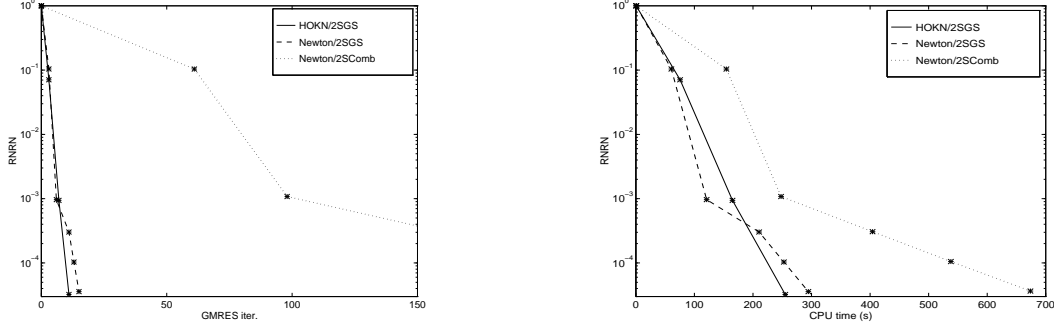 10^0
10^-1
10^-2
10^-3
10^-4
RNRN
0
50
100
150
GMRES iter.
HOKN/2SGS
Newton/2SGS
Newton/2SComb
10^0
10^-1
10^-2
10^-3
10^-4
RNRN
0
100
200
300
400
500
600
700
CPU time (s)
HOKN/2SGS
Newton/2SGS
Newton/2SComb